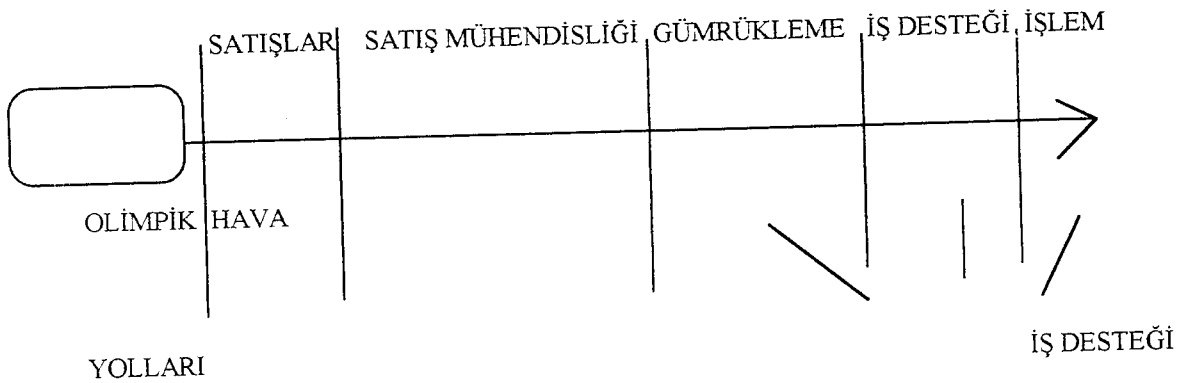 SATIŞLAR SATIŞ MÜHENDİSLİĞİ GÜMRÜKLEME İŞ DESTEĞİ İŞLEM
OLİMPİK HAVA
YOLLARI
İŞ DESTEĞİ